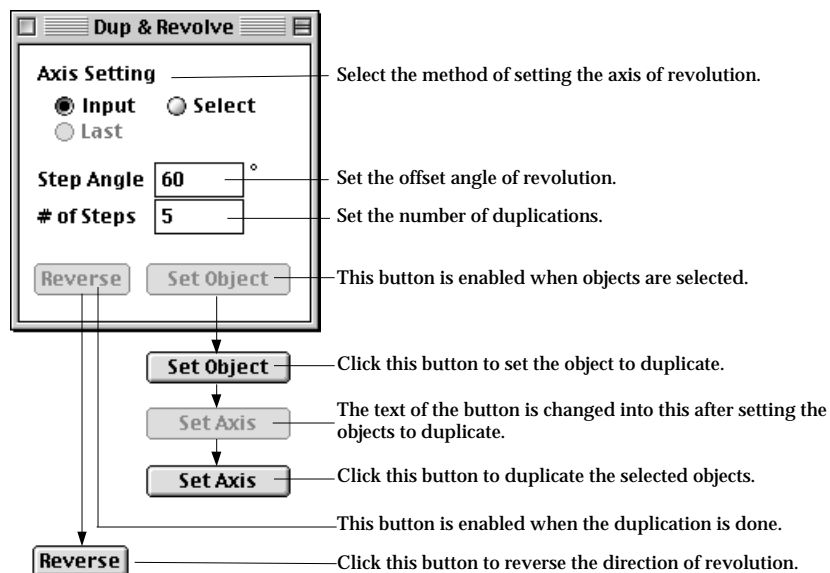 Dup & Revolve
Axis Setting
Select the method of setting the axis of revolution.
Input Select
Last
Step Angle 60 °
Set the offset angle of revolution.
# of Steps 5
Set the number of duplications.
Reverse Set Object
This button is enabled when objects are selected.
Set Object
Click this button to set the object to duplicate.
Set Axis
The text of the button is changed into this after setting the
objects to duplicate.
Set Axis
Click this button to duplicate the selected objects.
This button is enabled when the duplication is done.
Reverse
Click this button to reverse the direction of revolution.